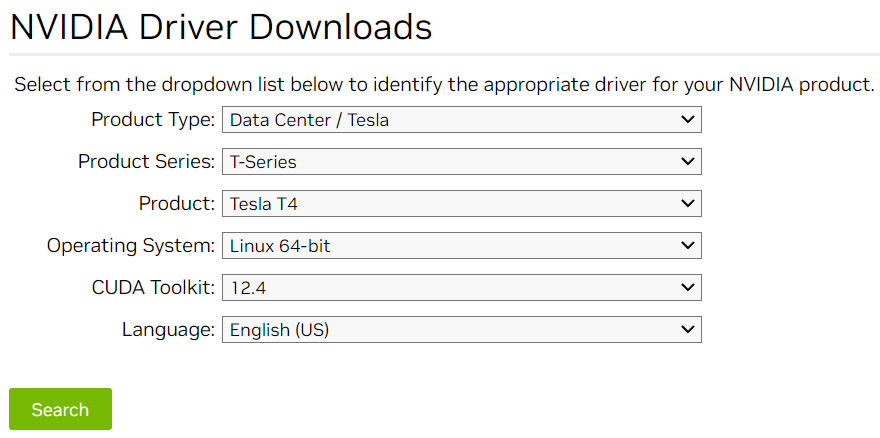 NVIDIA Driver Downloads
Select from the dropdown list below to identify the appropriate driver for your NVIDIA product.
Product Type: Data Center / Tesla
Product Series: T-Series
Product: Tesla T4
Operating System: Linux 64-bit
CUDA Toolkit: 12.4
Language: English (US)
Search